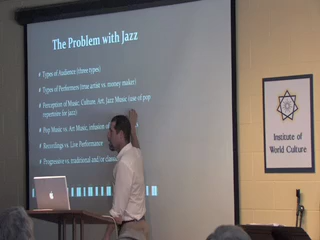 The Problem with Jazz
# Types of Audience (three types)
# Types of Performers (true artist vs. money maker)
# Perception of Music: Culture, Art, Jazz Music (use of pop
repertoire for jazz)
# Pop Music vs. Art Music, infusion of
# Recordings vs. Live Performance
# Progressive vs. traditional and/or classic
Institute of
World Culture